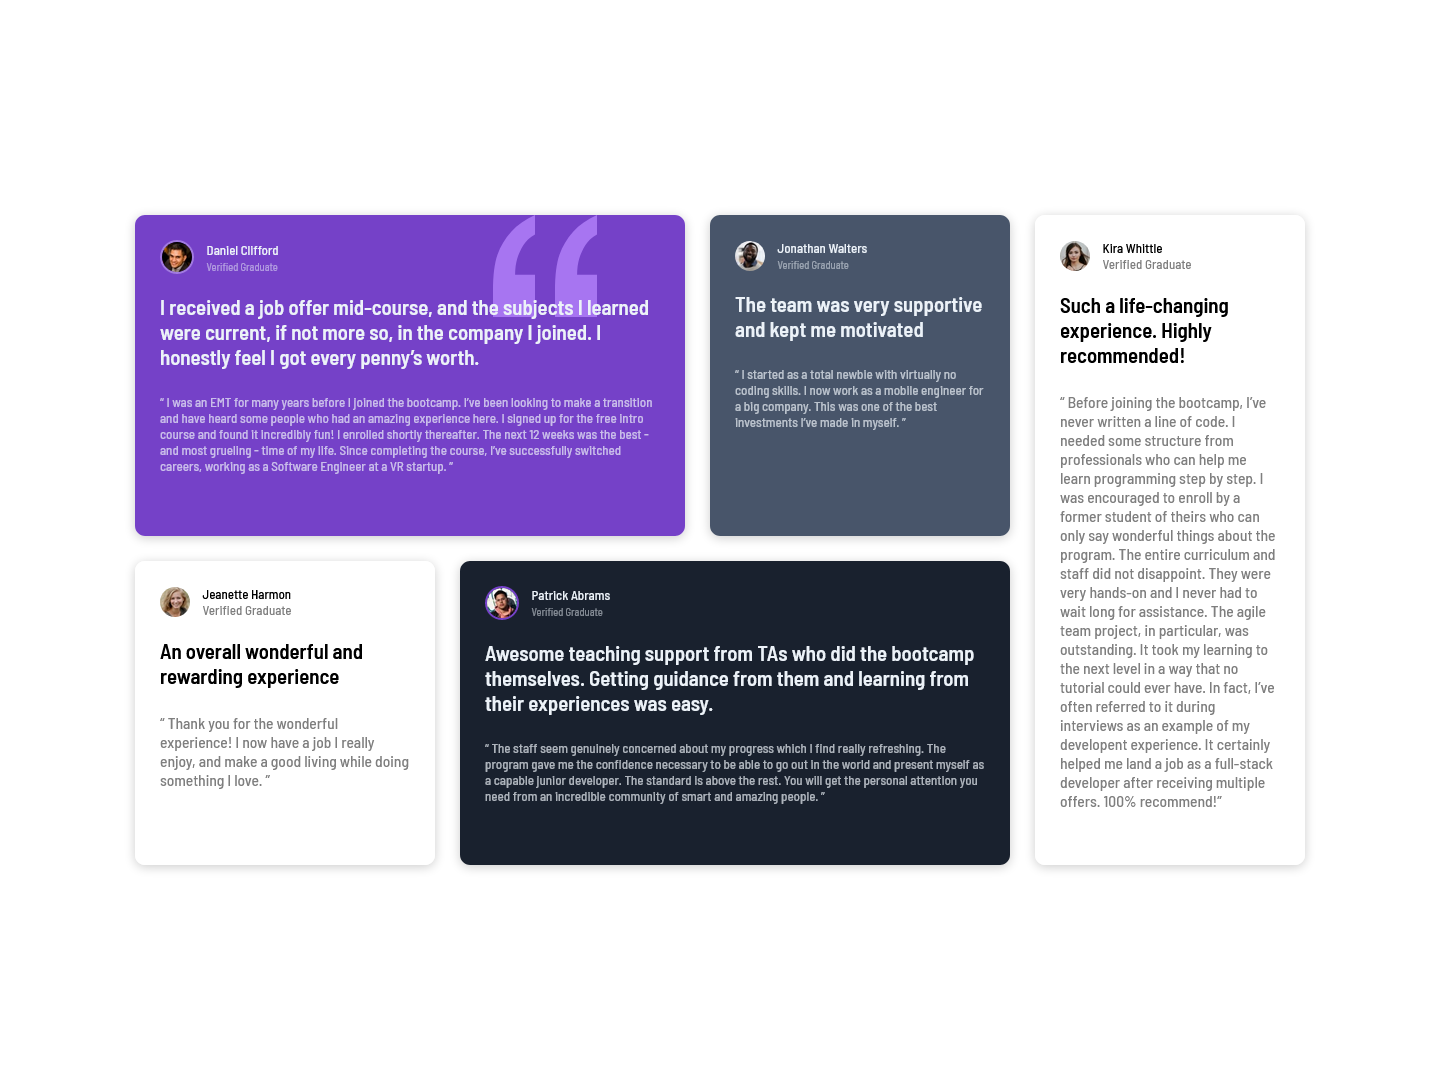 Daniel Clifford
Verified Graduate
I received a job offer mid-course, and the subjects I learned
were current, if not more so, in the company I joined. I
honestly feel I got every penny’s worth.
“ I was an EMT for many years before I joined the bootcamp. I’ve been looking to make a transition
and have heard some people who had an amazing experience here. I signed up for the free intro
course and found it incredibly fun! I enrolled shortly thereafter. The next 12 weeks was the best -
and most grueling - time of my life. Since completing the course, I’ve successfully switched
careers, working as a Software Engineer at a VR startup. ”
Jonathan Walters
Verified Graduate
The team was very supportive
and kept me motivated
“ I started as a total newbie with virtually no
coding skills. I now work as a mobile engineer for
a big company. This was one of the best
investments I’ve made in myself. ”
Kira Whittle
Verified Graduate
Such a life-changing
experience. Highly
recommended!
“ Before joining the bootcamp, I’ve
never written a line of code. I
needed some structure from
professionals who can help me
learn programming step by step. I
was encouraged to enroll by a
former student of theirs who can
only say wonderful things about the
program. The entire curriculum and
staff did not disappoint. They were
very hands-on and I never had to
wait long for assistance. The agile
team project, in particular, was
outstanding. It took my learning to
the next level in a way that no
tutorial could ever have. In fact, I’ve
often referred to it during
interviews as an example of my
developent experience. It certainly
helped me land a job as a full-stack
developer after receiving multiple
offers. 100% recommend!”
Jeanette Harmon
Verified Graduate
An overall wonderful and
rewarding experience
“ Thank you for the wonderful
experience! I now have a job I really
enjoy, and make a good living while doing
something I love. ”
Patrick Abrams
Verified Graduate
Awesome teaching support from TAs who did the bootcamp
themselves. Getting guidance from them and learning from
their experiences was easy.
“ The staff seem genuinely concerned about my progress which I find really refreshing. The
program gave me the confidence necessary to be able to go out in the world and present myself as
a capable junior developer. The standard is above the rest. You will get the personal attention you
need from an incredible community of smart and amazing people. ”